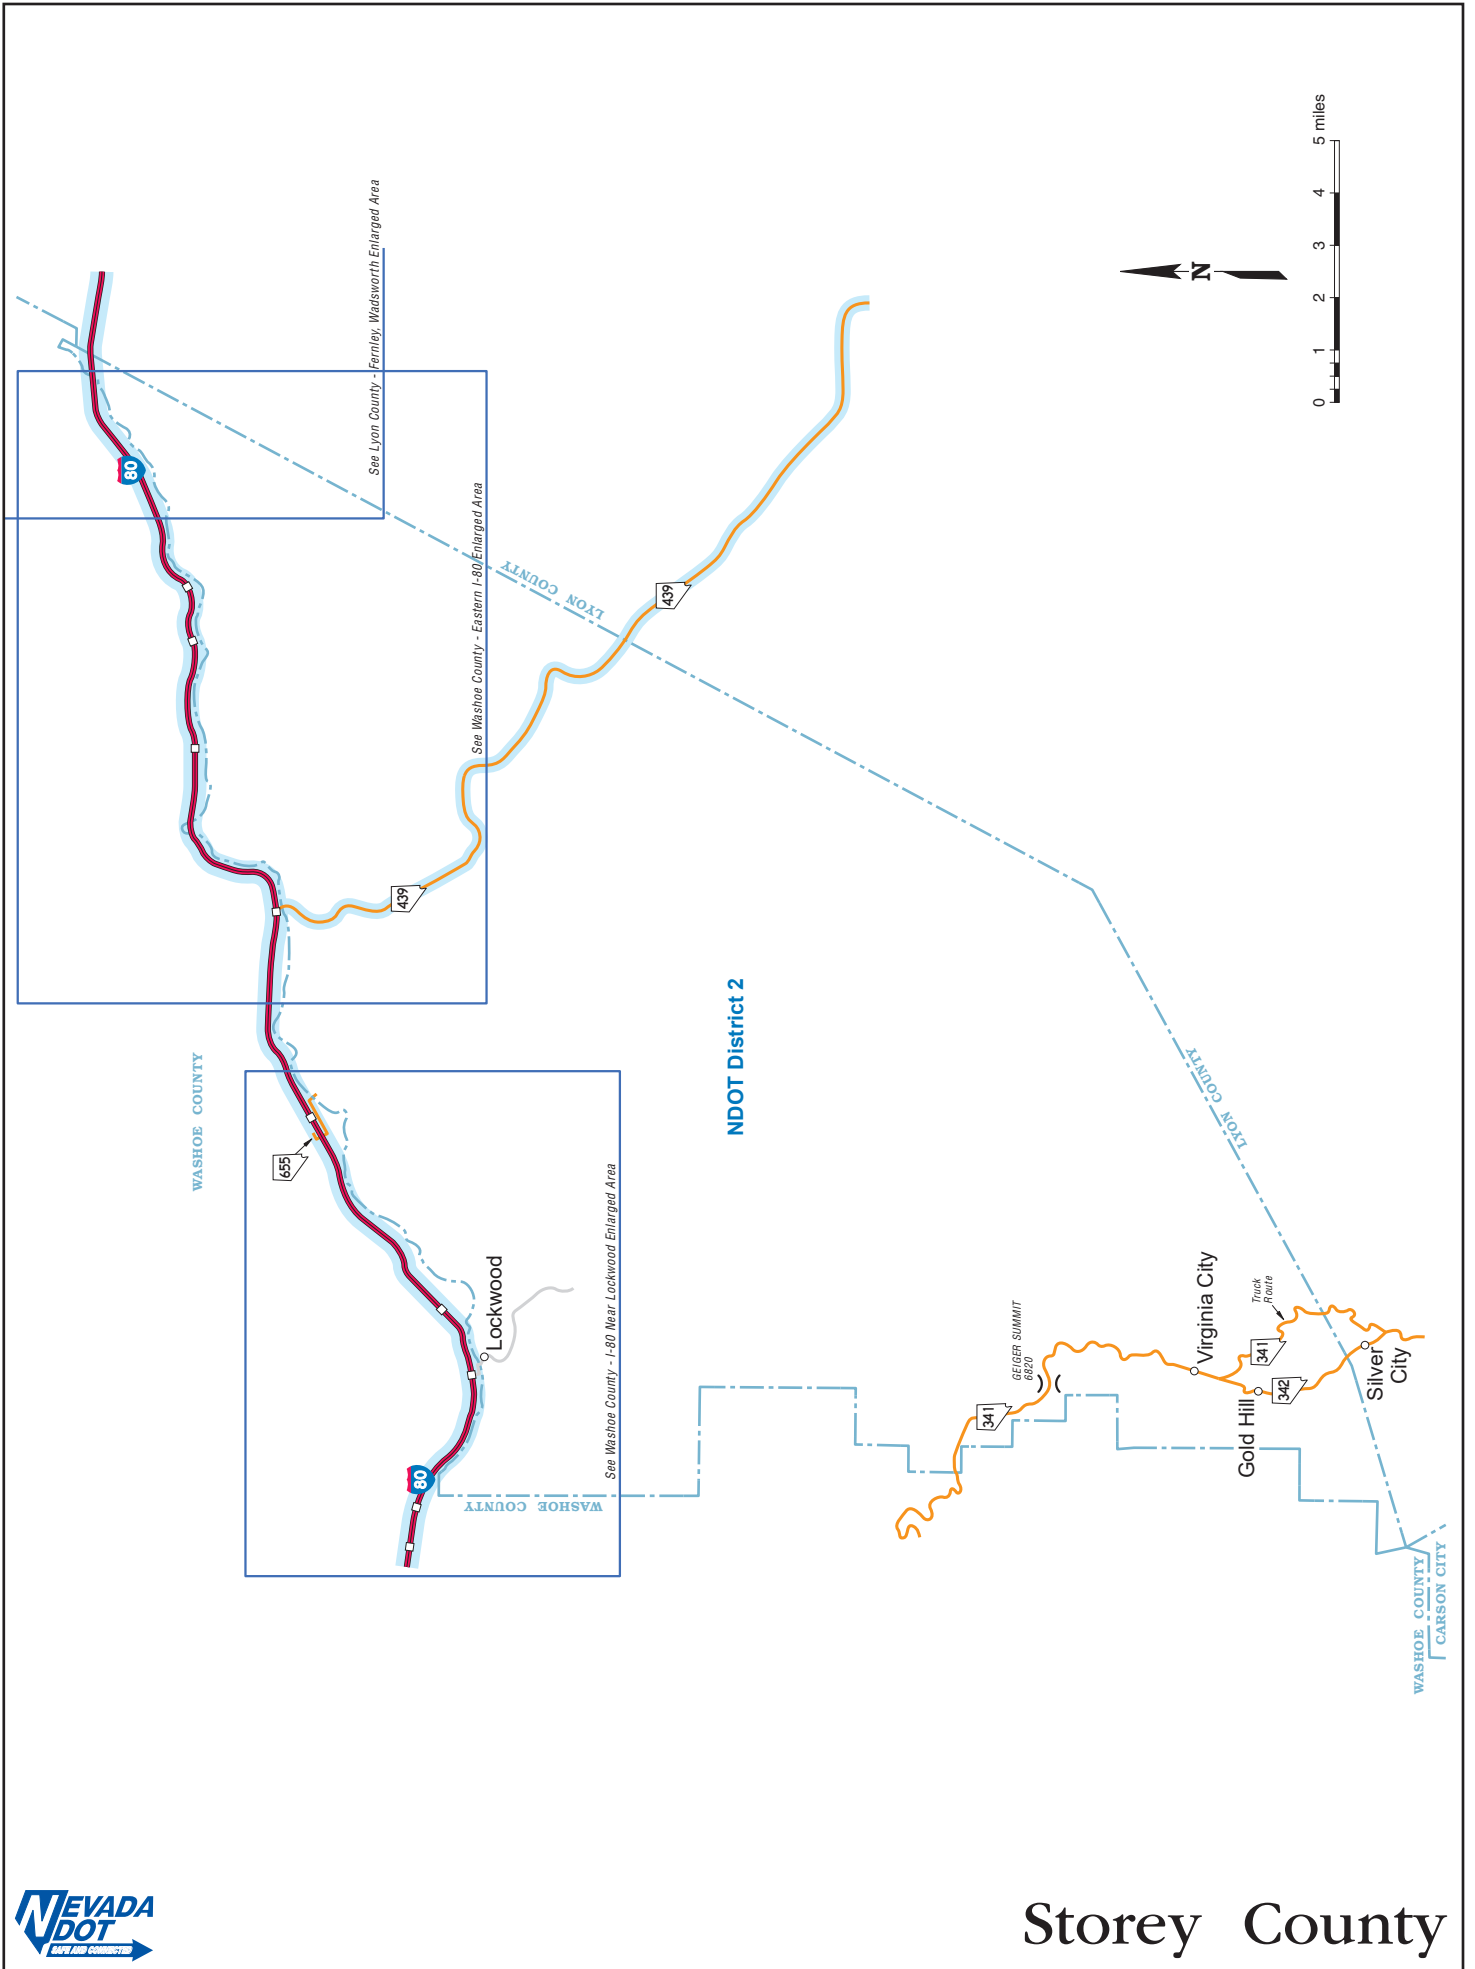 See Lyon County - Fernley, Wadsworth Enlarged Area
80
See Washoe County - Eastern I-80 Enlarged Area
LYON COUNTY
439
439
5 miles
4
3
2
1
0
N
WASHOE COUNTY
655
NDOT District 2
See Washoe County - I-80 Near Lockwood Enlarged Area
Lockwood
80
WASHOE COUNTY
LYON COUNTY
GEIGER SUMMIT
6820
341
Virginia City
Truck
Route
341
342
Gold Hill
Silver
City
WASHOE COUNTY
CARSON CITY
NEVADA
DOT
SAFE AND CONNECTED
Storey County